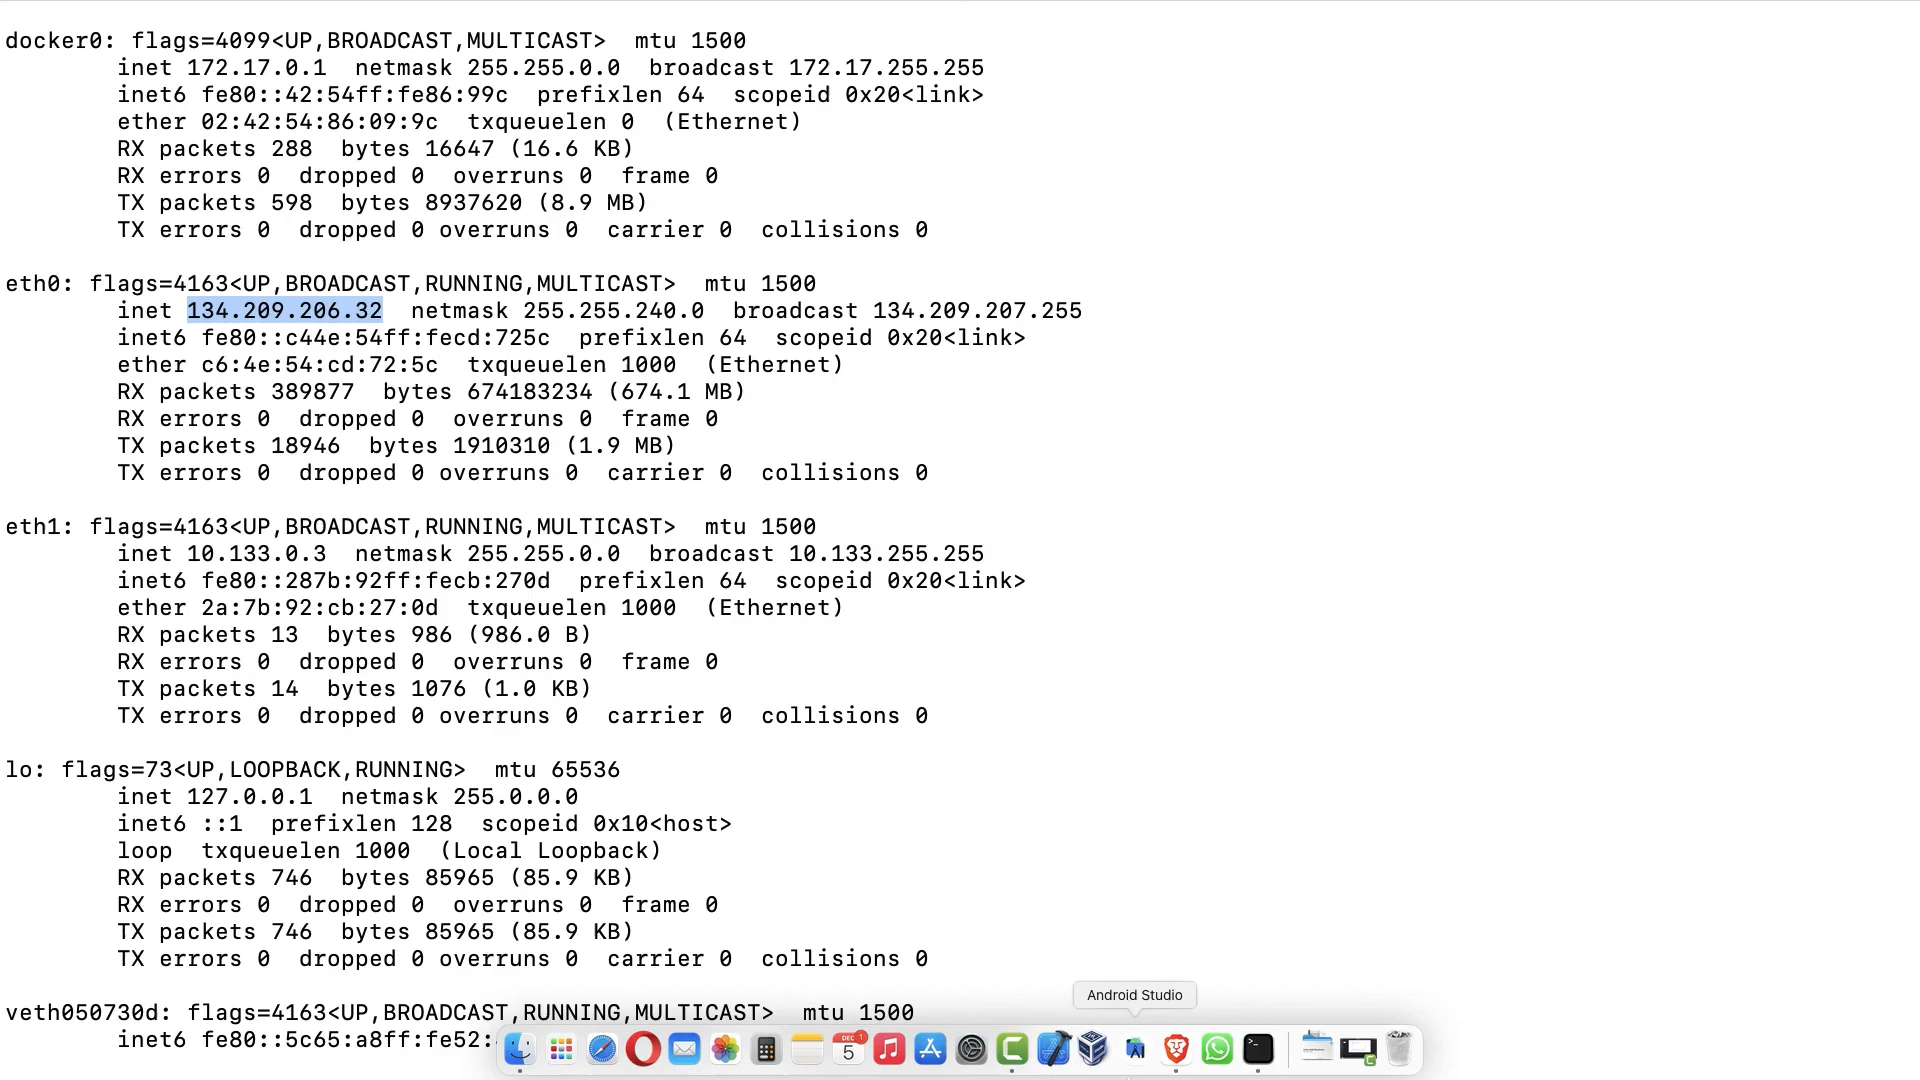 docker0: flags=4099<UP,BROADCAST,MULTICAST>  mtu 1500
        inet 172.17.0.1  netmask 255.255.0.0  broadcast 172.17.255.255
        inet6 fe80::42:54ff:fe86:99c  prefixlen 64  scopeid 0x20<link>
        ether 02:42:54:86:09:9c  txqueuelen 0  (Ethernet)
        RX packets 288  bytes 16647 (16.6 KB)
        RX errors 0  dropped 0  overruns 0  frame 0
        TX packets 598  bytes 8937620 (8.9 MB)
        TX errors 0  dropped 0 overruns 0  carrier 0  collisions 0
eth0: flags=4163<UP,BROADCAST,RUNNING,MULTICAST>  mtu 1500
        inet 134.209.206.32  netmask 255.255.240.0  broadcast 134.209.207.255
        inet6 fe80::c44e:54ff:fecd:725c  prefixlen 64  scopeid 0x20<link>
        ether c6:4e:54:cd:72:5c  txqueuelen 1000  (Ethernet)
        RX packets 389877  bytes 674183234 (674.1 MB)
        RX errors 0  dropped 0  overruns 0  frame 0
        TX packets 18946  bytes 1910310 (1.9 MB)
        TX errors 0  dropped 0 overruns 0  carrier 0  collisions 0
eth1: flags=4163<UP,BROADCAST,RUNNING,MULTICAST>  mtu 1500
        inet 10.133.0.3  netmask 255.255.0.0  broadcast 10.133.255.255
        inet6 fe80::287b:92ff:fecb:270d  prefixlen 64  scopeid 0x20<link>
        ether 2a:7b:92:cb:27:0d  txqueuelen 1000  (Ethernet)
        RX packets 13  bytes 986 (986.0 B)
        RX errors 0  dropped 0  overruns 0  frame 0
        TX packets 14  bytes 1076 (1.0 KB)
        TX errors 0  dropped 0 overruns 0  carrier 0  collisions 0
lo: flags=73<UP,LOOPBACK,RUNNING>  mtu 65536
        inet 127.0.0.1  netmask 255.0.0.0
        inet6 ::1  prefixlen 128  scopeid 0x10<host>
        loop  txqueuelen 1000  (Local Loopback)
        RX packets 746  bytes 85965 (85.9 KB)
        RX errors 0  dropped 0  overruns 0  frame 0
        TX packets 746  bytes 85965 (85.9 KB)
        TX errors 0  dropped 0 overruns 0  carrier 0  collisions 0
Android Studio
veth050730d: flags=4163<UP,BROADCAST,RUNNING,MULTICAST>  mtu 1500
        inet6 fe80::5c65:a8ff:fe52:
DEC
5
1